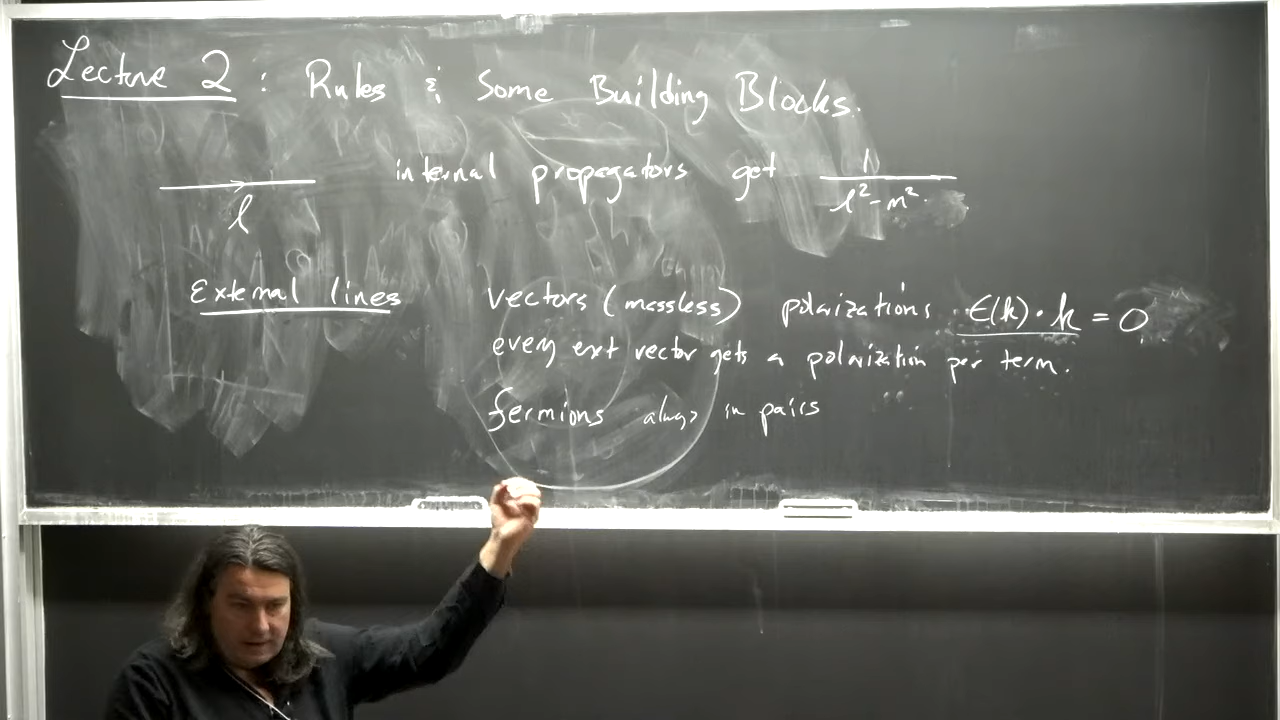 Lecture 2 : Rules & Some Building Blocks.
internal propagators get 1/(ℓ²-m²)
ℓ
External lines vectors (massless) polarizations ε(k)·k = 0
every ext vector gets a polarization per term.
fermions always in pairs